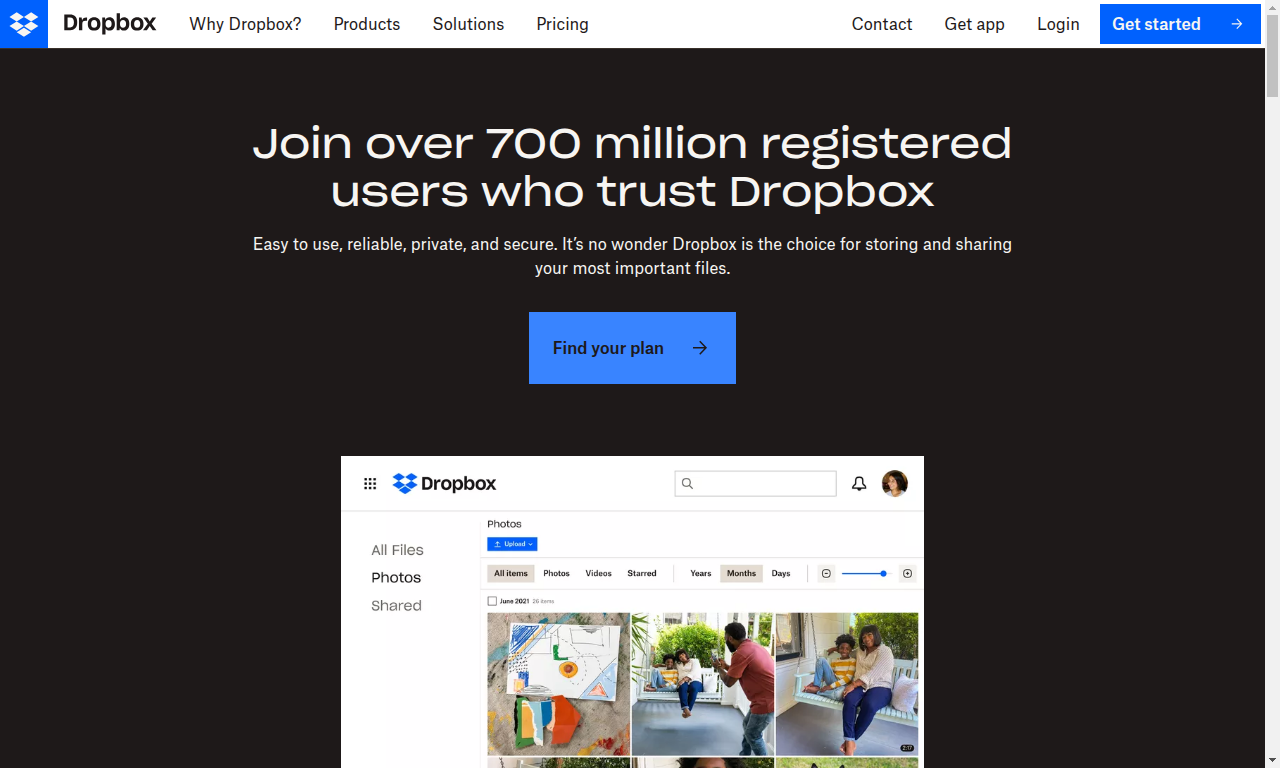 Dropbox
Why Dropbox?
Products
Solutions
Pricing
Contact
Get app
Login
Get started
Join over 700 million registered
users who trust Dropbox
Easy to use, reliable, private, and secure. It’s no wonder Dropbox is the choice for storing and sharing
your most important files.
Find your plan
Dropbox
All Files
Photos
Shared
Photos
Upload
All items
Photos
Videos
Starred
Years
Months
Days
June 2021 26 items
2:17